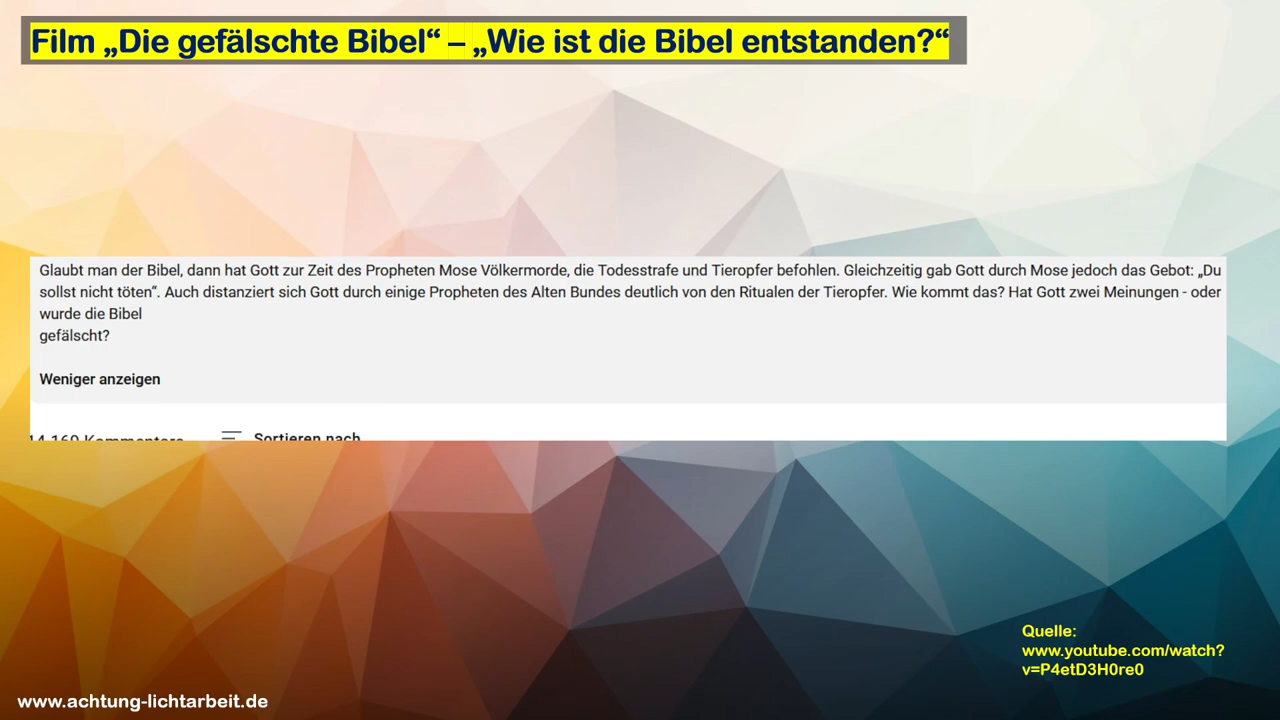 Film „Die gefälschte Bibel“ – „Wie ist die Bibel entstanden?“
Glaubt man der Bibel, dann hat Gott zur Zeit des Propheten Mose Völkermorde, die Todesstrafe und Tieropfer befohlen. Gleichzeitig gab Gott durch Mose jedoch das Gebot: „Du
sollst nicht töten“. Auch distanziert sich Gott durch einige Propheten des Alten Bundes deutlich von den Ritualen der Tieropfer. Wie kommt das? Hat Gott zwei Meinungen - oder
wurde die Bibel
gefälscht?
Weniger anzeigen
14.169 Kommentare Sortieren nach
Quelle:
www.youtube.com/watch?
v=P4etD3H0re0
www.achtung-lichtarbeit.de